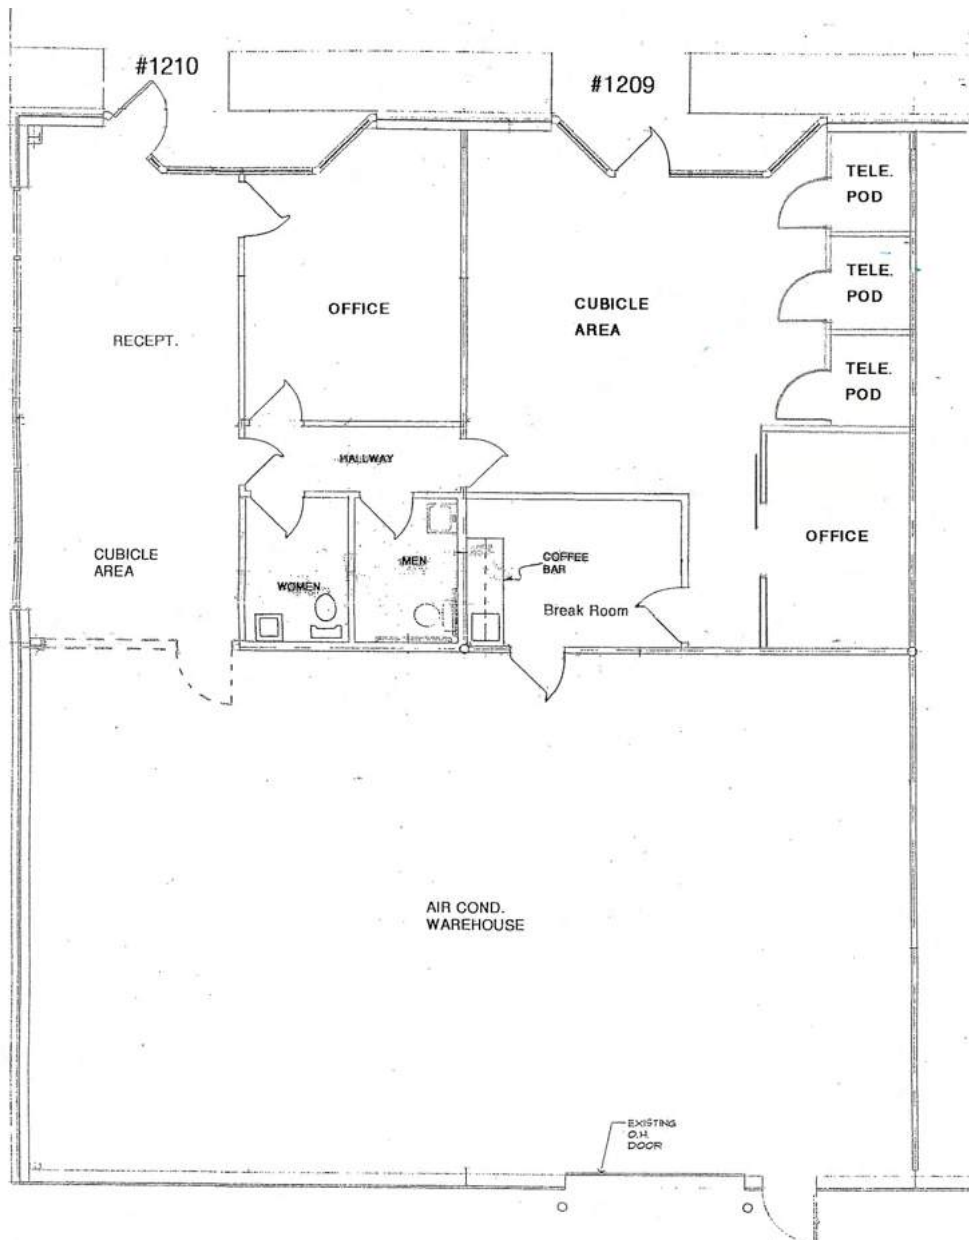 #1210
#1209
TELE.
POD
TELE.
POD
OFFICE
CUBICLE
AREA
RECEPT.
TELE.
POD
HALLWAY
OFFICE
CUBICLE
AREA
MEN
COFFEE
BAR
WOMEN
Break Room
AIR COND.
WAREHOUSE
EXISTING
O.H.
DOOR